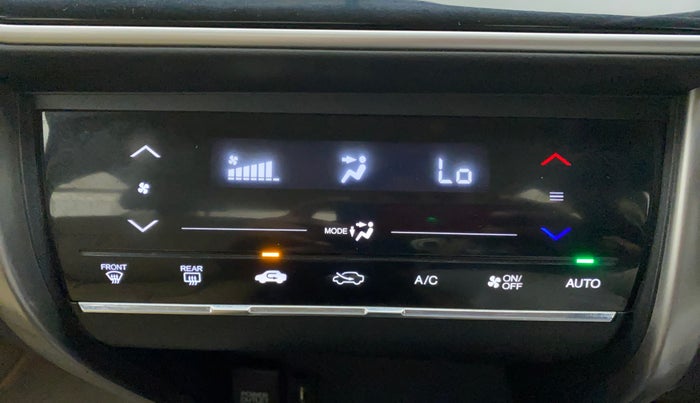 Lo
MODE
FRONT
REAR
A/C
ON/
OFF
AUTO